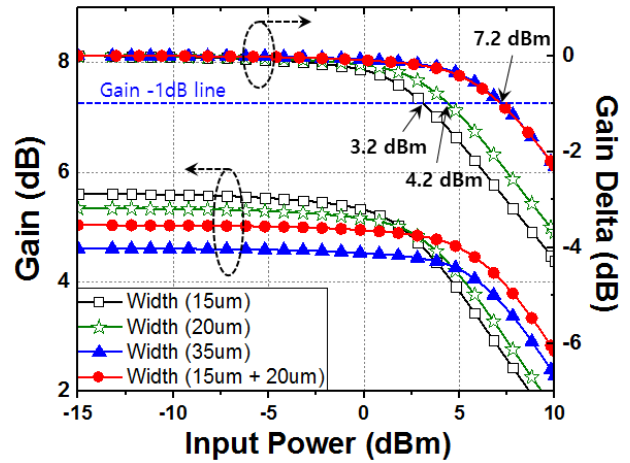 8
6
4
2
Gain (dB)
0
-2
-4
-6
Gain Delta (dB)
7.2 dBm
Gain -1dB line
3.2 dBm
4.2 dBm
Width (15um)
Width (20um)
Width (35um)
Width (15um + 20um)
-15 -10 -5 0 5 10
Input Power (dBm)